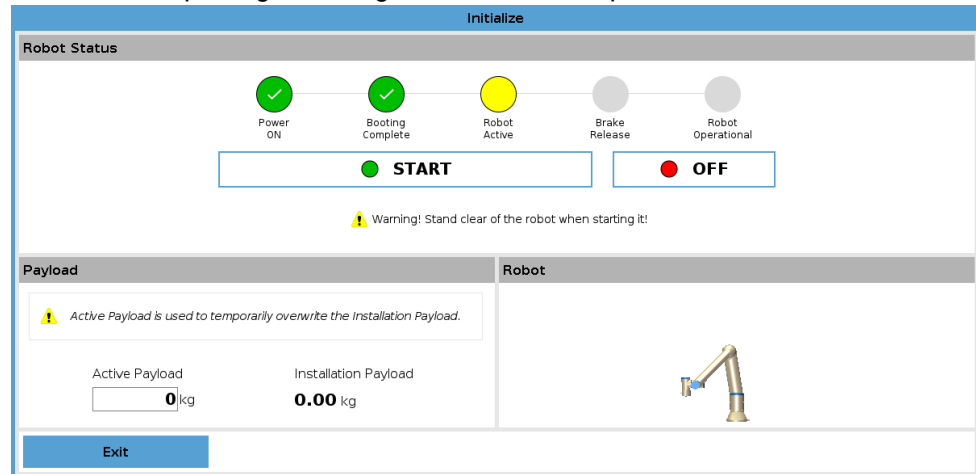 Initialize
Robot Status
Power
ON
Booting
Complete
Robot
Active
Brake
Release
Robot
Operational
START
OFF
Warning! Stand clear of the robot when starting it!
Payload
Robot
Active Payload is used to temporarily overwrite the Installation Payload.
Active Payload
Installation Payload
0 kg
0.00 kg
Exit